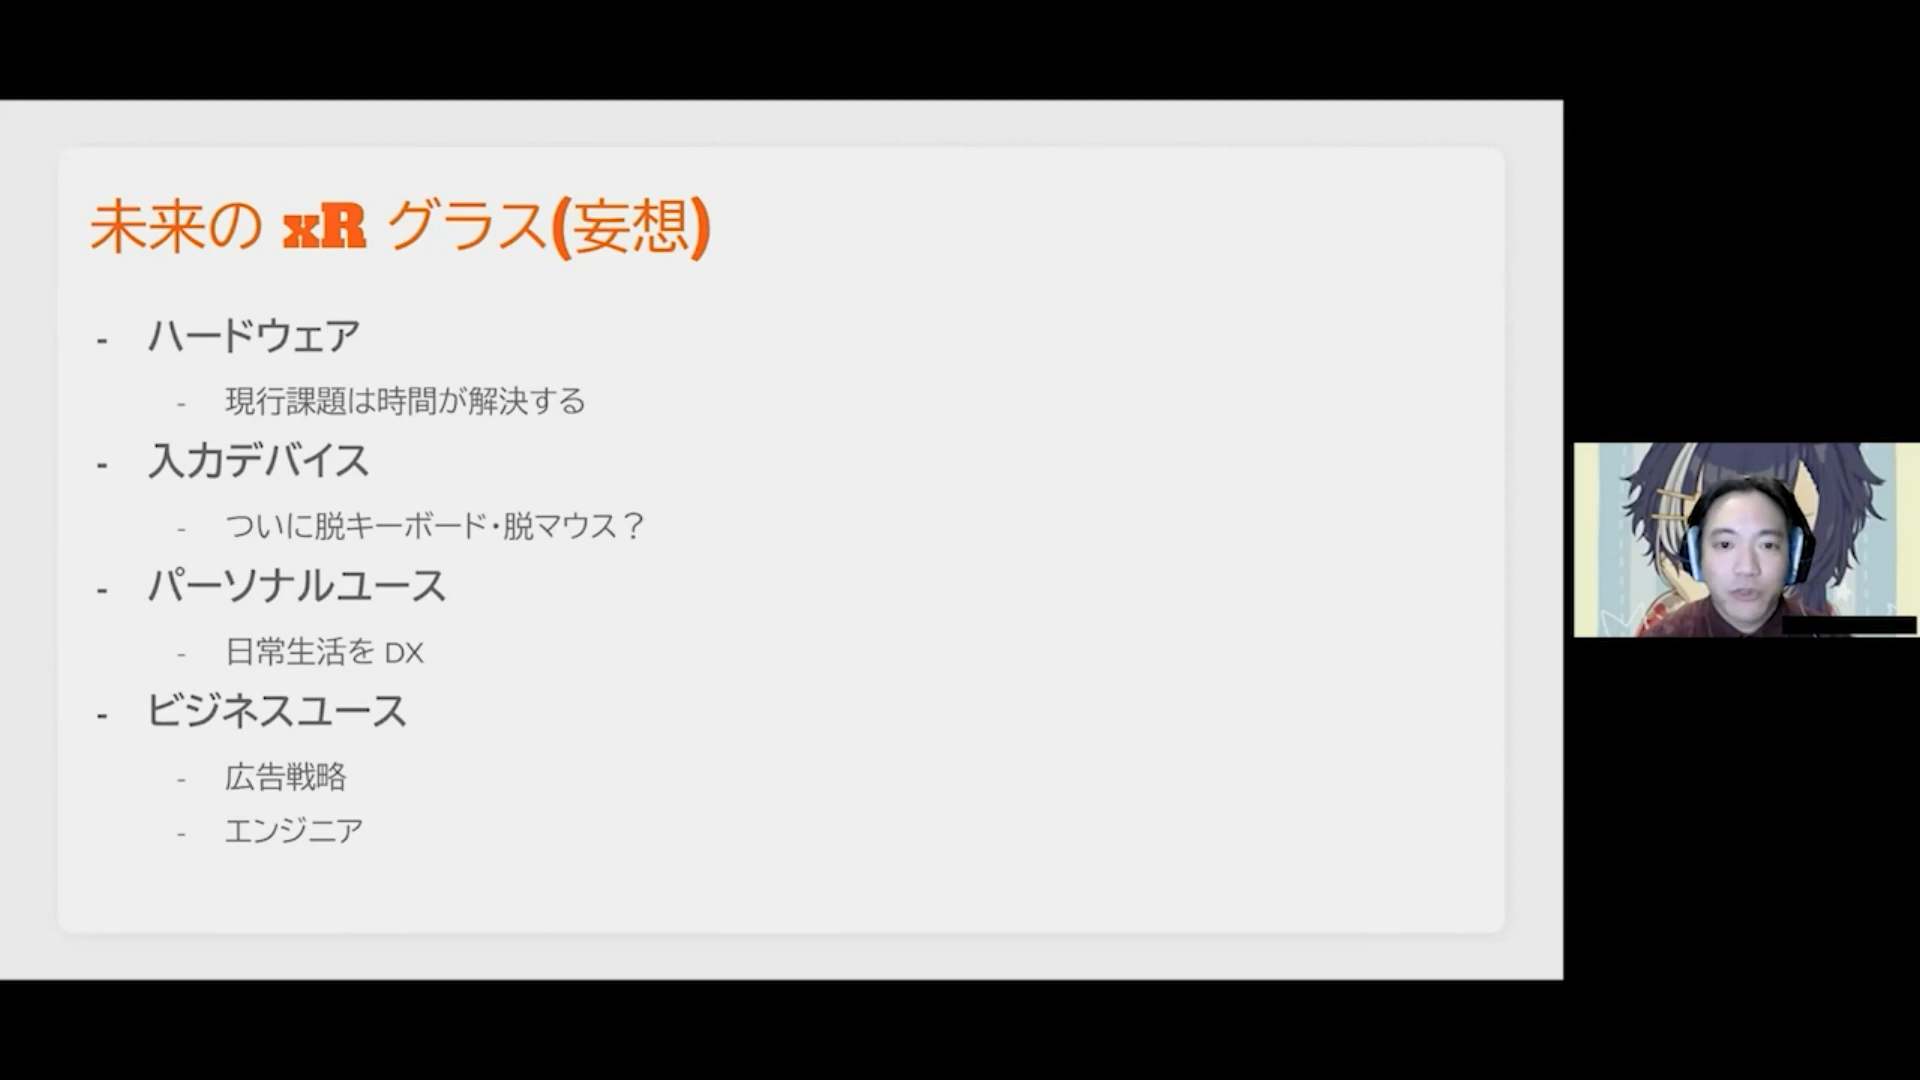 未来の xR グラス(妄想)
- ハードウェア
- 現行課題は時間が解決する
- 入力デバイス
- ついに脱キーボード・脱マウス？
- パーソナルユース
- 日常生活を DX
- ビジネスユース
- 広告戦略
- エンジニア